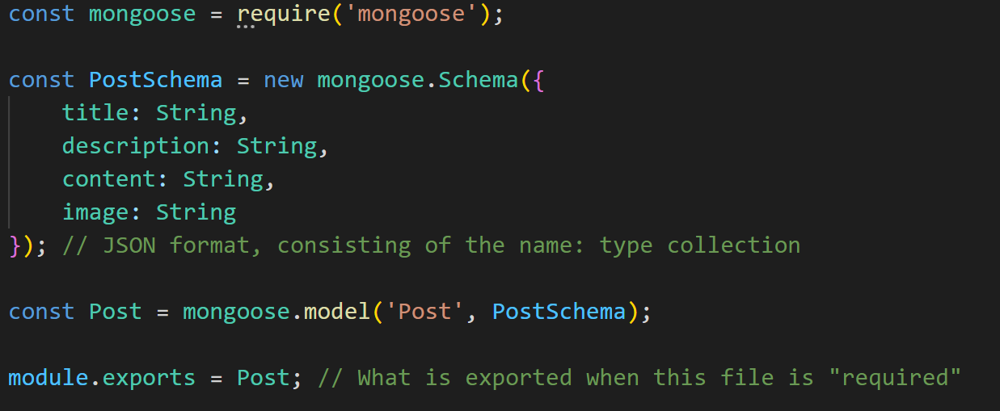 const mongoose = require('mongoose');
const PostSchema = new mongoose.Schema({
    title: String,
    description: String,
    content: String,
    image: String
}); // JSON format, consisting of the name: type collection
const Post = mongoose.model('Post', PostSchema);
module.exports = Post; // What is exported when this file is "required"